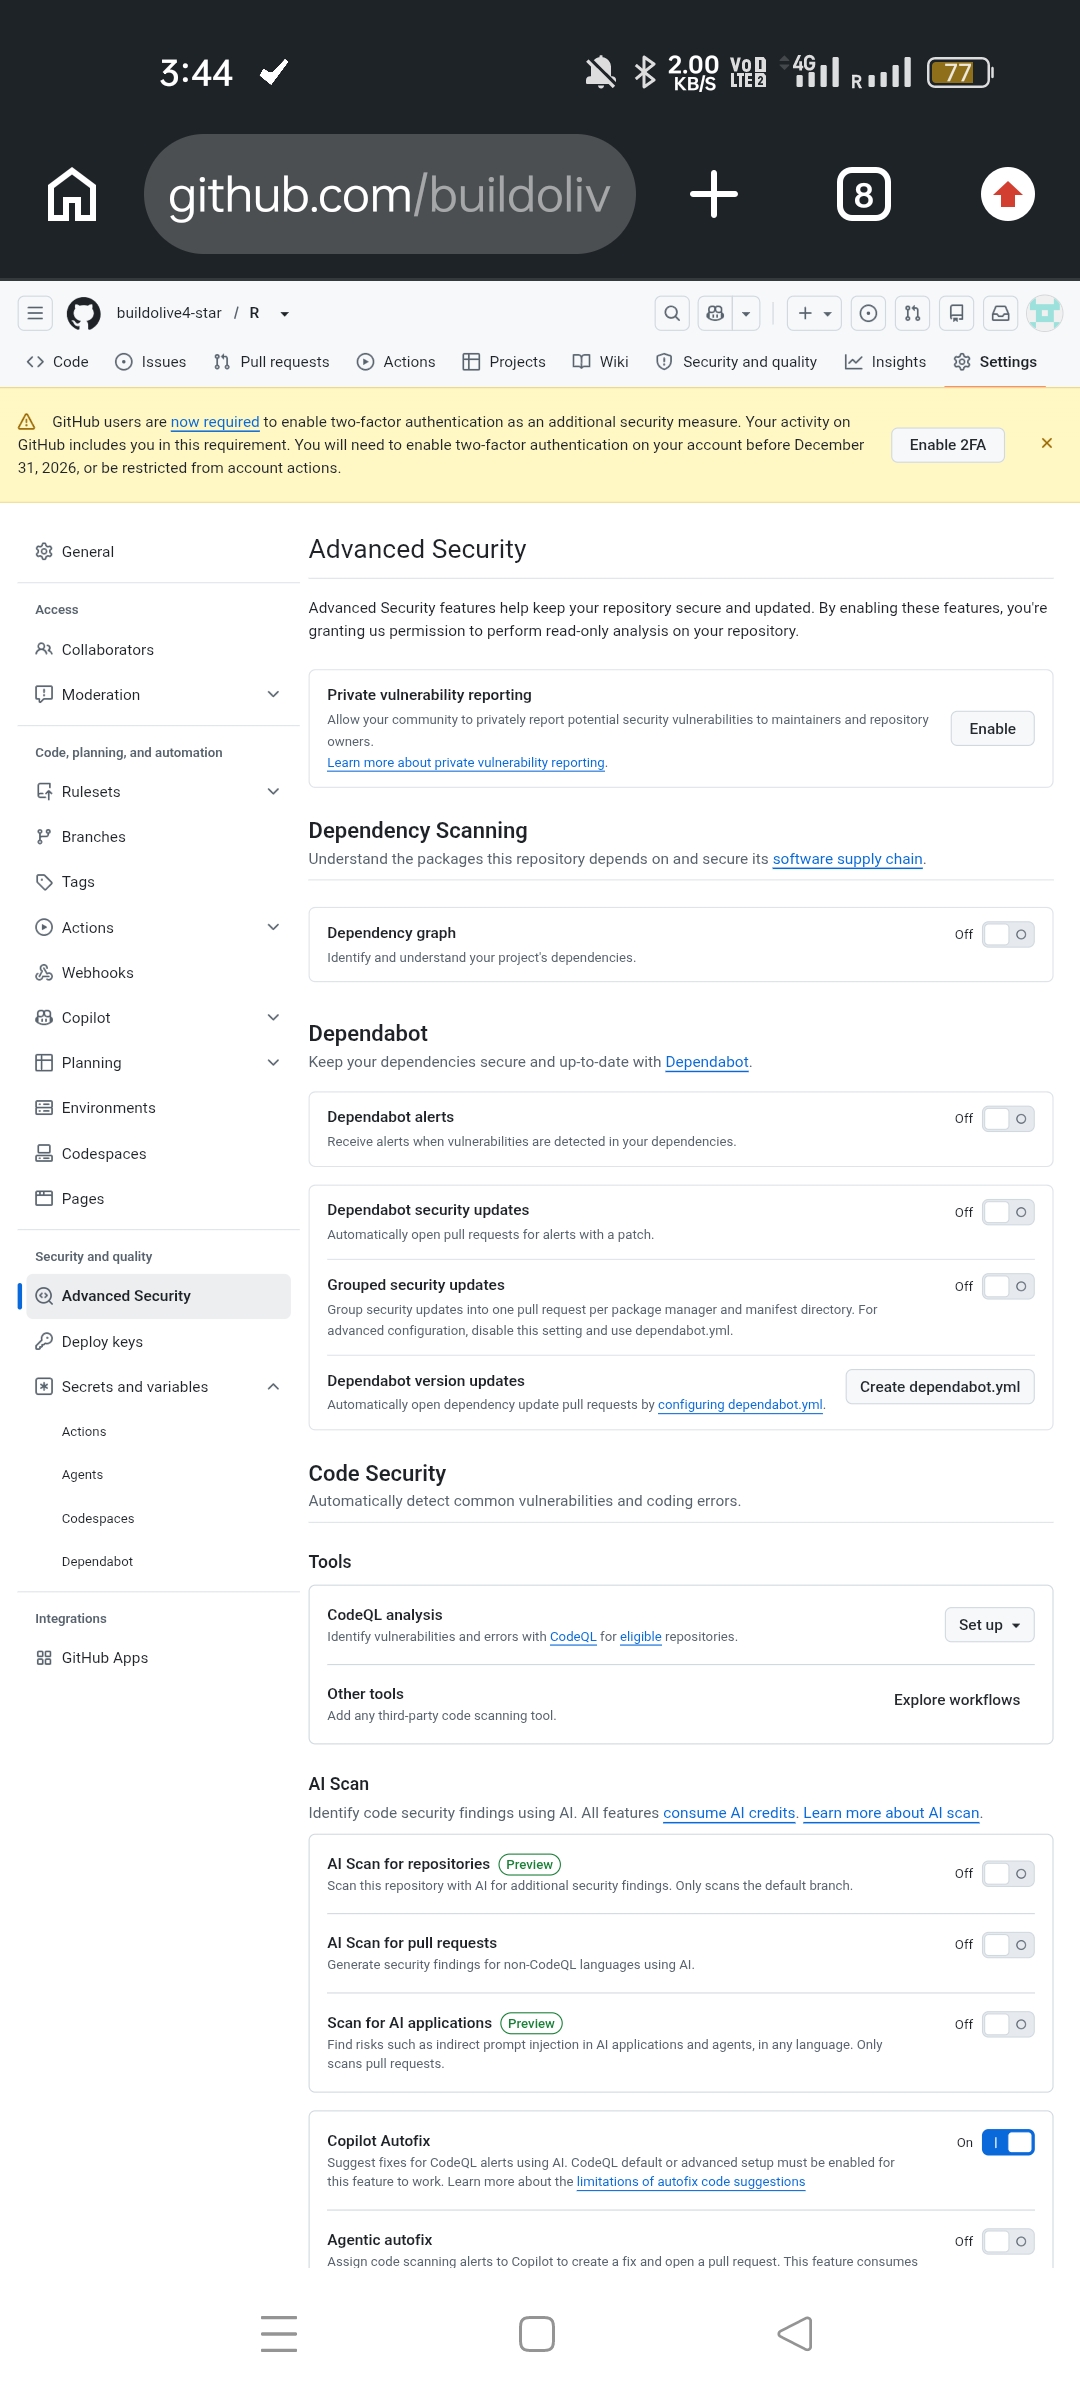 3:44
2.00
KB/S
Vo 1
LTE 2
4G
R
77
github.com/buildoliv
8
buildolive4-star / R
Code
Issues
Pull requests
Actions
Projects
Wiki
Security and quality
Insights
Settings
GitHub users are now required to enable two-factor authentication as an additional security measure. Your activity on
GitHub includes you in this requirement. You will need to enable two-factor authentication on your account before December
31, 2026, or be restricted from account actions.
Enable 2FA
General
Access
Collaborators
Moderation
Code, planning, and automation
Rulesets
Branches
Tags
Actions
Webhooks
Copilot
Planning
Environments
Codespaces
Pages
Security and quality
Advanced Security
Deploy keys
Secrets and variables
Actions
Agents
Codespaces
Dependabot
Integrations
GitHub Apps
Advanced Security
Advanced Security features help keep your repository secure and updated. By enabling these features, you're
granting us permission to perform read-only analysis on your repository.
Private vulnerability reporting
Allow your community to privately report potential security vulnerabilities to maintainers and repository
owners.
Learn more about private vulnerability reporting.
Enable
Dependency Scanning
Understand the packages this repository depends on and secure its software supply chain.
Dependency graph
Off
Identify and understand your project's dependencies.
Dependabot
Keep your dependencies secure and up-to-date with Dependabot.
Dependabot alerts
Off
Receive alerts when vulnerabilities are detected in your dependencies.
Dependabot security updates
Off
Automatically open pull requests for alerts with a patch.
Grouped security updates
Off
Group security updates into one pull request per package manager and manifest directory. For
advanced configuration, disable this setting and use dependabot.yml.
Dependabot version updates
Automatically open dependency update pull requests by configuring dependabot.yml.
Create dependabot.yml
Code Security
Automatically detect common vulnerabilities and coding errors.
Tools
CodeQL analysis
Identify vulnerabilities and errors with CodeQL for eligible repositories.
Set up
Other tools
Add any third-party code scanning tool.
Explore workflows
AI Scan
Identify code security findings using AI. All features consume AI credits. Learn more about AI scan.
AI Scan for repositories Preview
Off
Scan this repository with AI for additional security findings. Only scans the default branch.
AI Scan for pull requests
Off
Generate security findings for non-CodeQL languages using AI.
Scan for AI applications Preview
Off
Find risks such as indirect prompt injection in AI applications and agents, in any language. Only
scans pull requests.
Copilot Autofix
On
Suggest fixes for CodeQL alerts using AI. CodeQL default or advanced setup must be enabled for
this feature to work. Learn more about the limitations of autofix code suggestions
Agentic autofix
Off
Assign code scanning alerts to Copilot to create a fix and open a pull request. This feature consumes